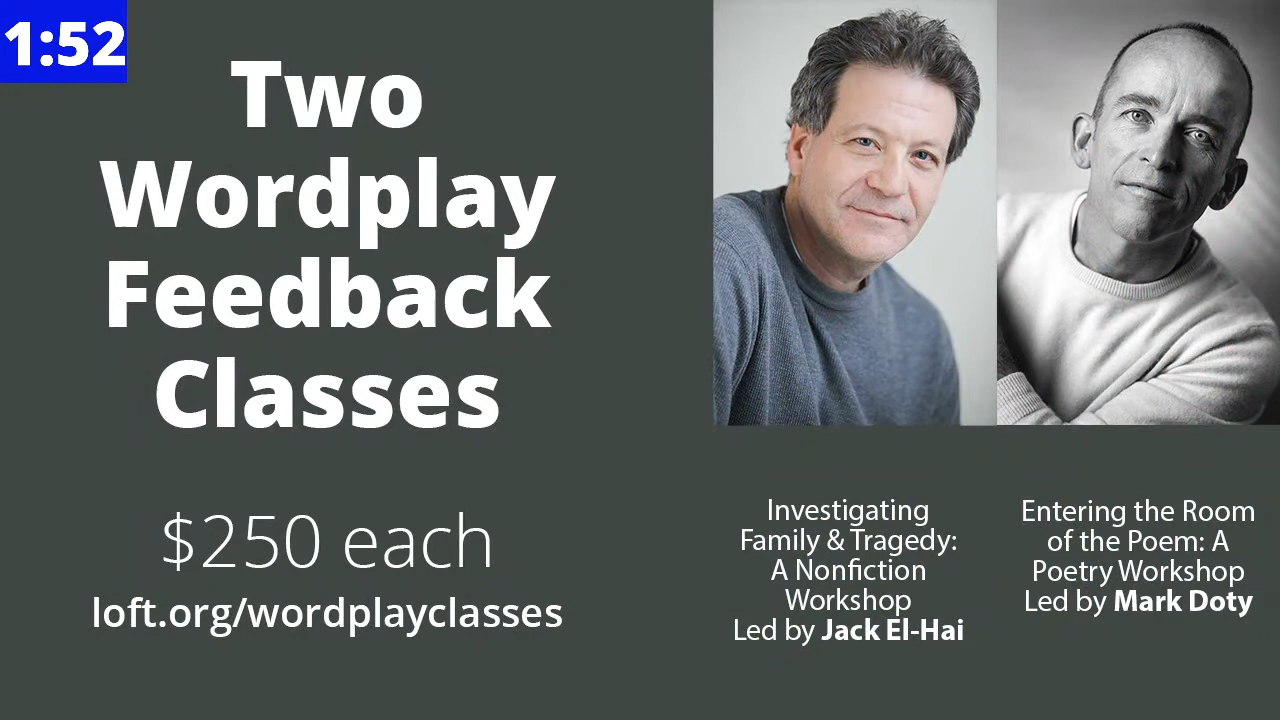 1:52
Two
Wordplay
Feedback
Classes
$250 each
loft.org/wordplayclasses
Investigating
Family & Tragedy:
A Nonfiction
Workshop
Led by Jack El-Hai
Entering the Room
of the Poem: A
Poetry Workshop
Led by Mark Doty